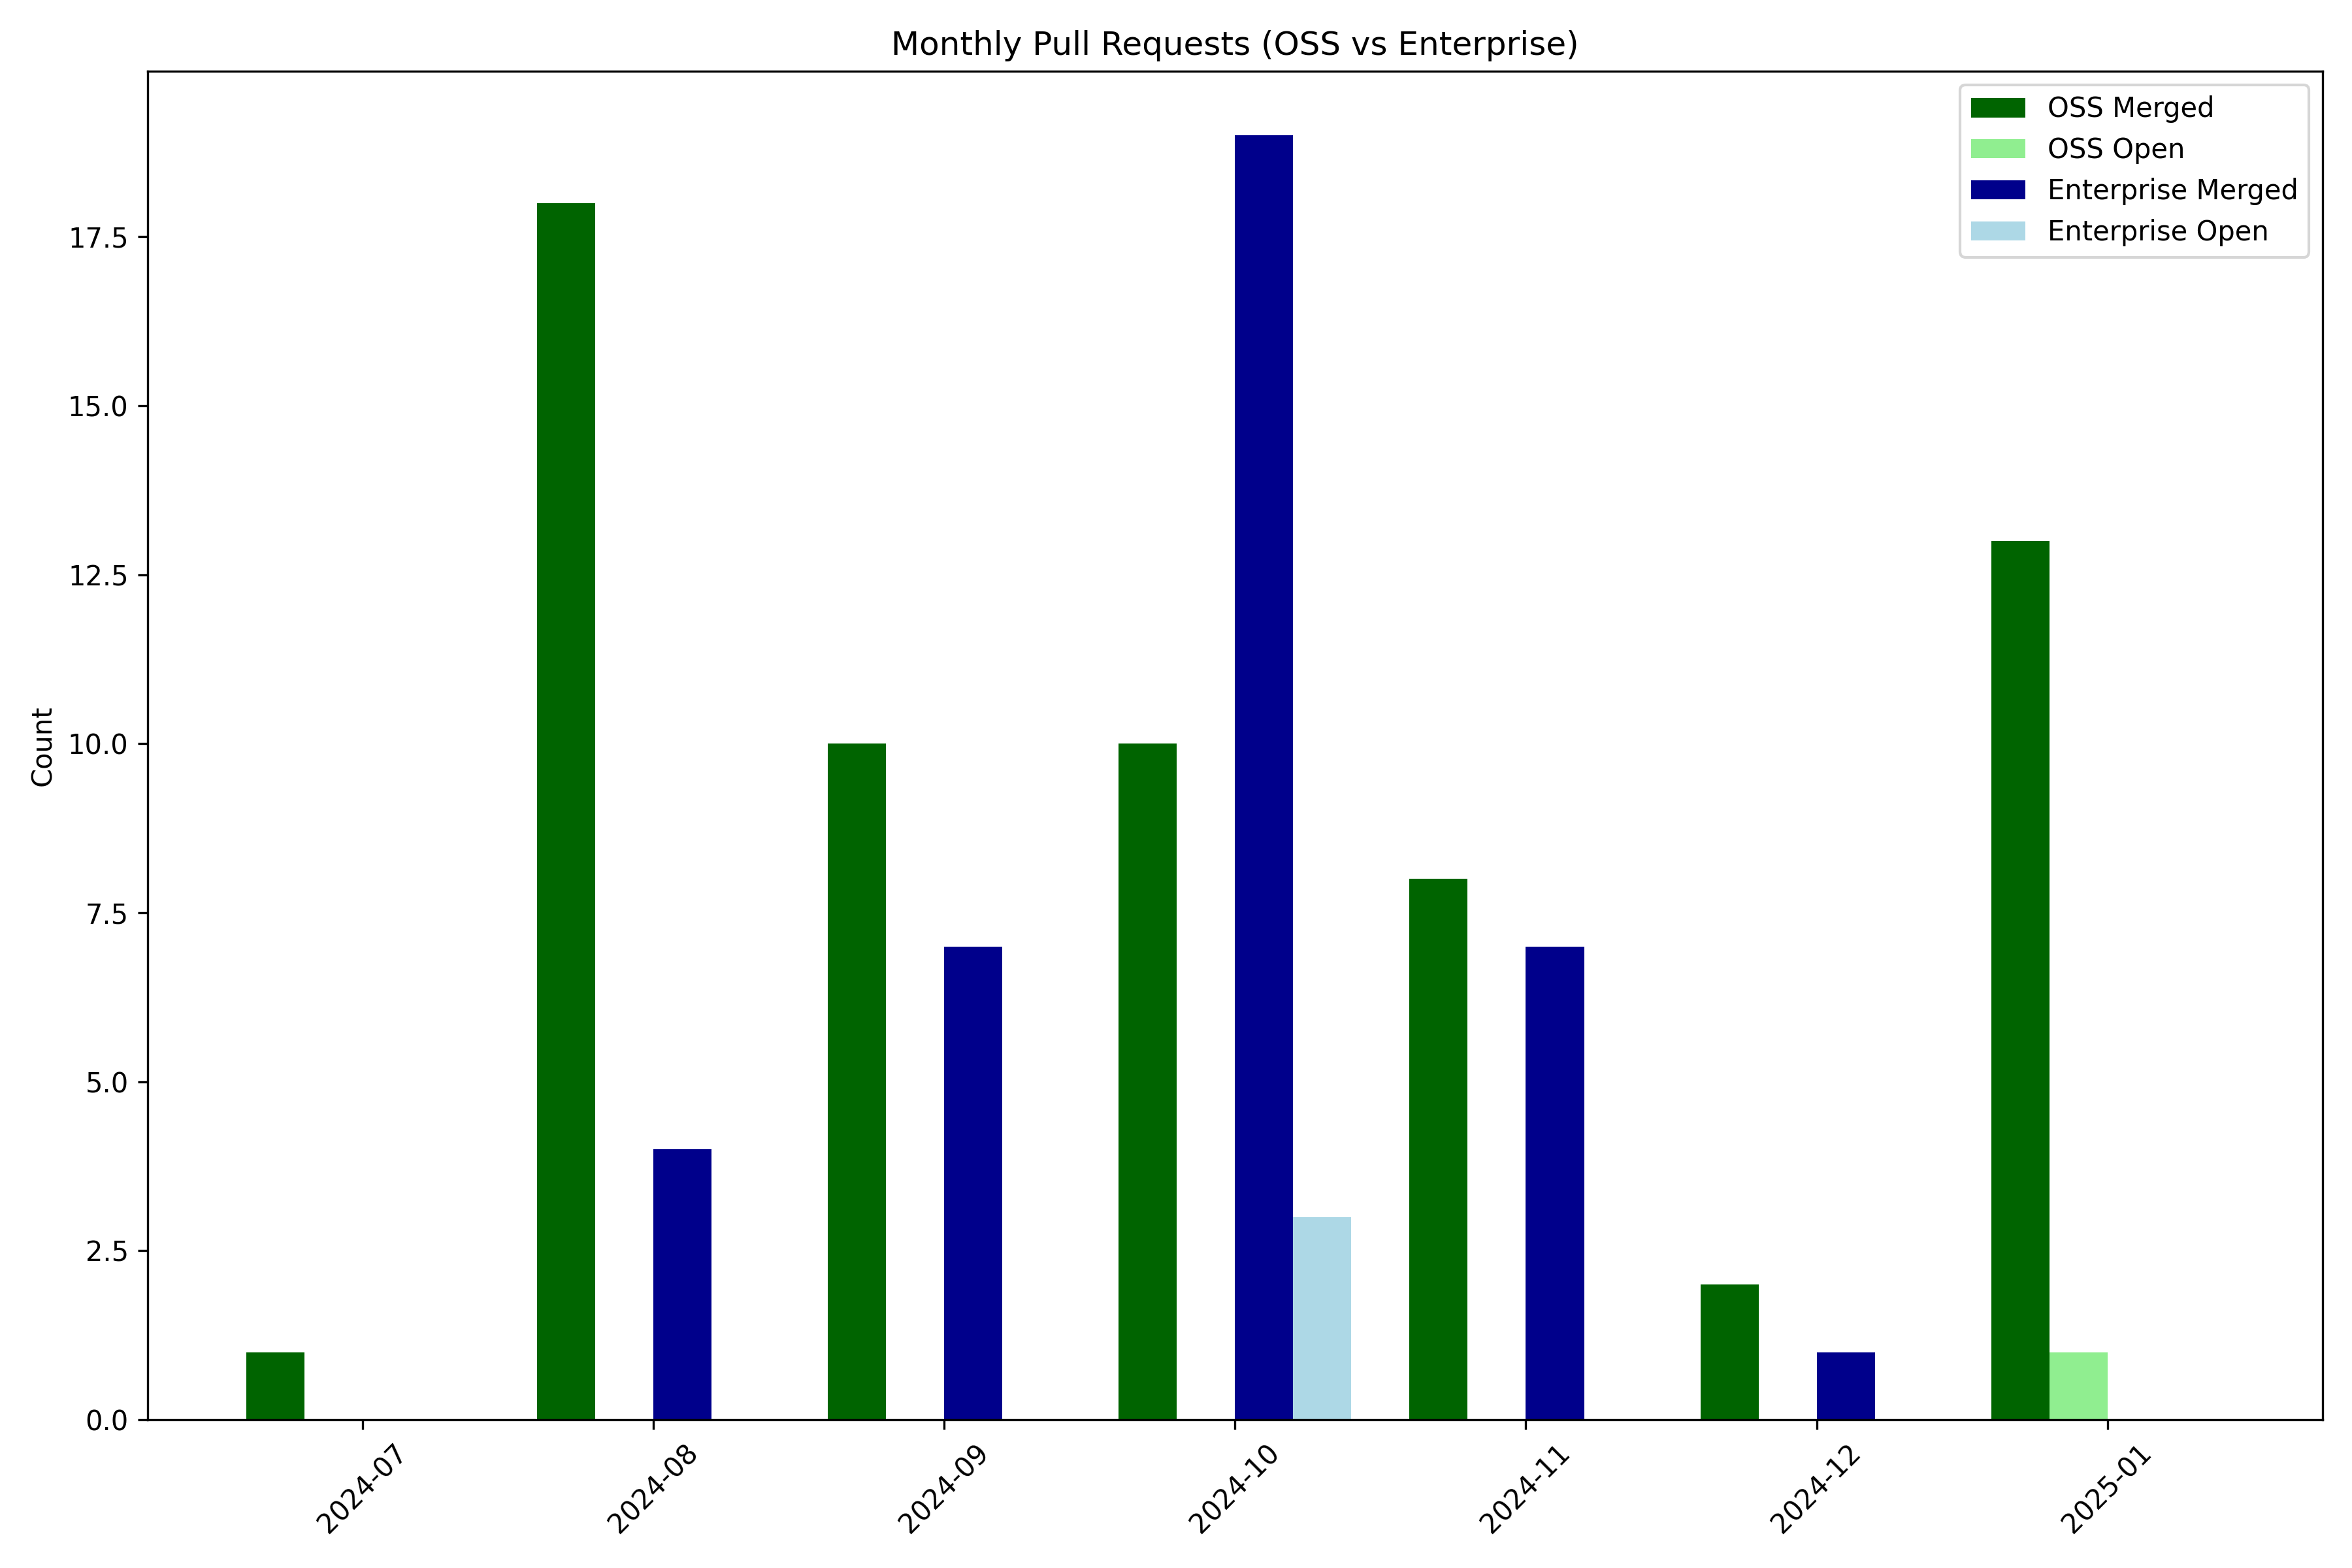 Monthly Pull Requests (OSS vs Enterprise)
OSS Merged
OSS Open
Enterprise Merged
Enterprise Open
Count
17.5
15.0
12.5
10.0
7.5
5.0
2.5
0.0
2024-07
2024-08
2024-09
2024-10
2024-11
2024-12
2025-01